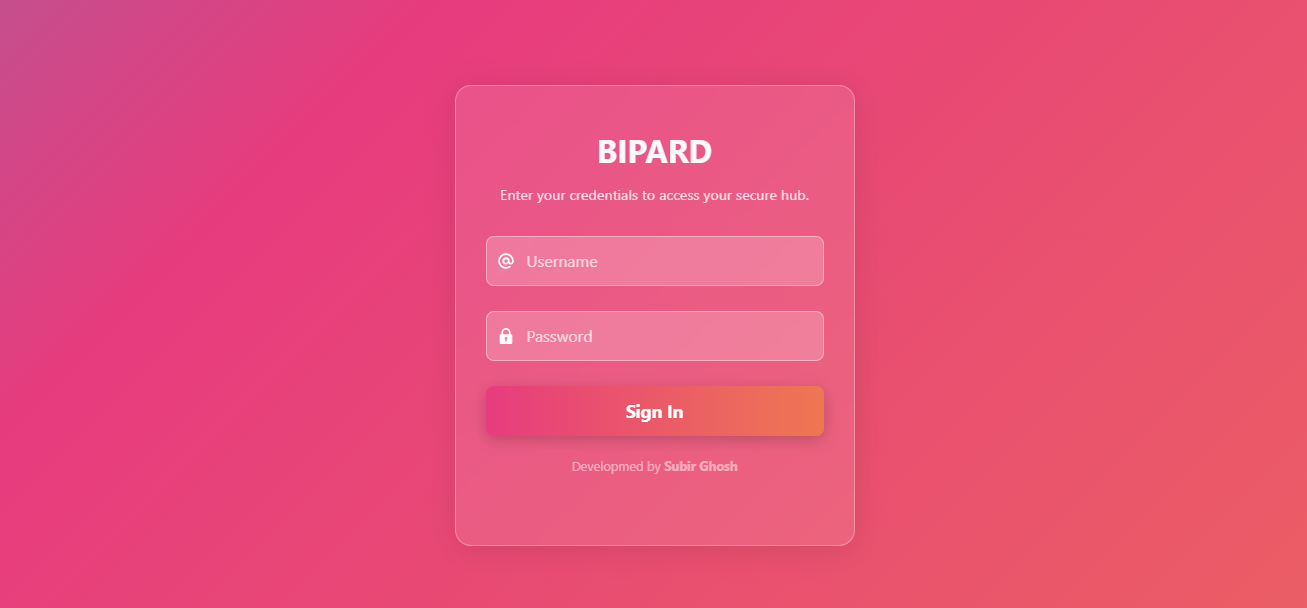 BIPARD
Enter your credentials to access your secure hub.
Username
Password
Sign In
Developmed by Subir Ghosh